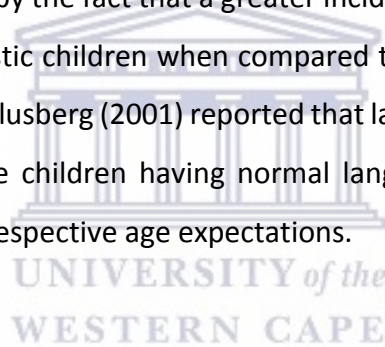 by the fact that a greater incid
stic children when compared t
lusberg (2001) reported that la
e children having normal lang
espective age expectations.
UNIVERSITY of the
WESTERN CAPE